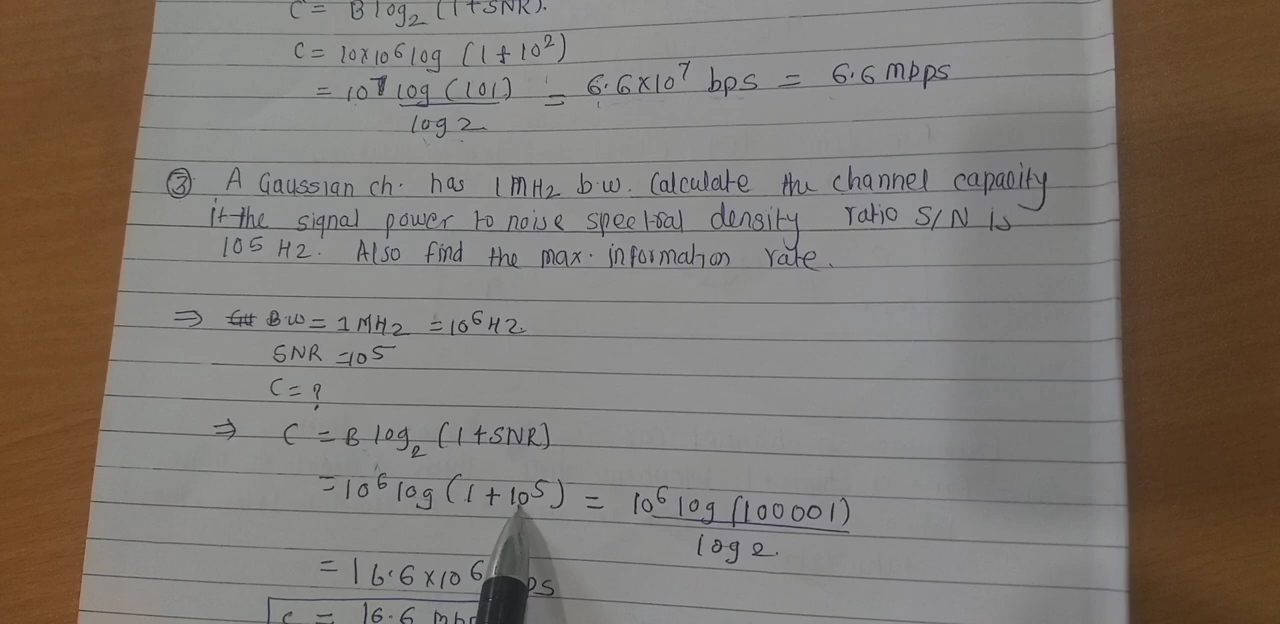 C = B log₂ (1+SNR).
C = 10×10⁶ log (1+10²)
= 10⁷ log (101) / log 2 = 6.6×10⁷ bps = 6.6 mbps
③ A Gaussian ch. has 1 MHz b.w. Calculate the channel capacity
if the signal power to noise spectral density ratio S/N is
105 Hz. Also find the max. information rate.
⇒ B.W = 1 MHz = 10⁶ Hz
SNR = 10⁵
C = ?
⇒ C = B log₂ (1+SNR)
= 10⁶ log (1+10⁵) = 10⁶ log (100001) / log 2.
= 16.6×10⁶
C = 16.6